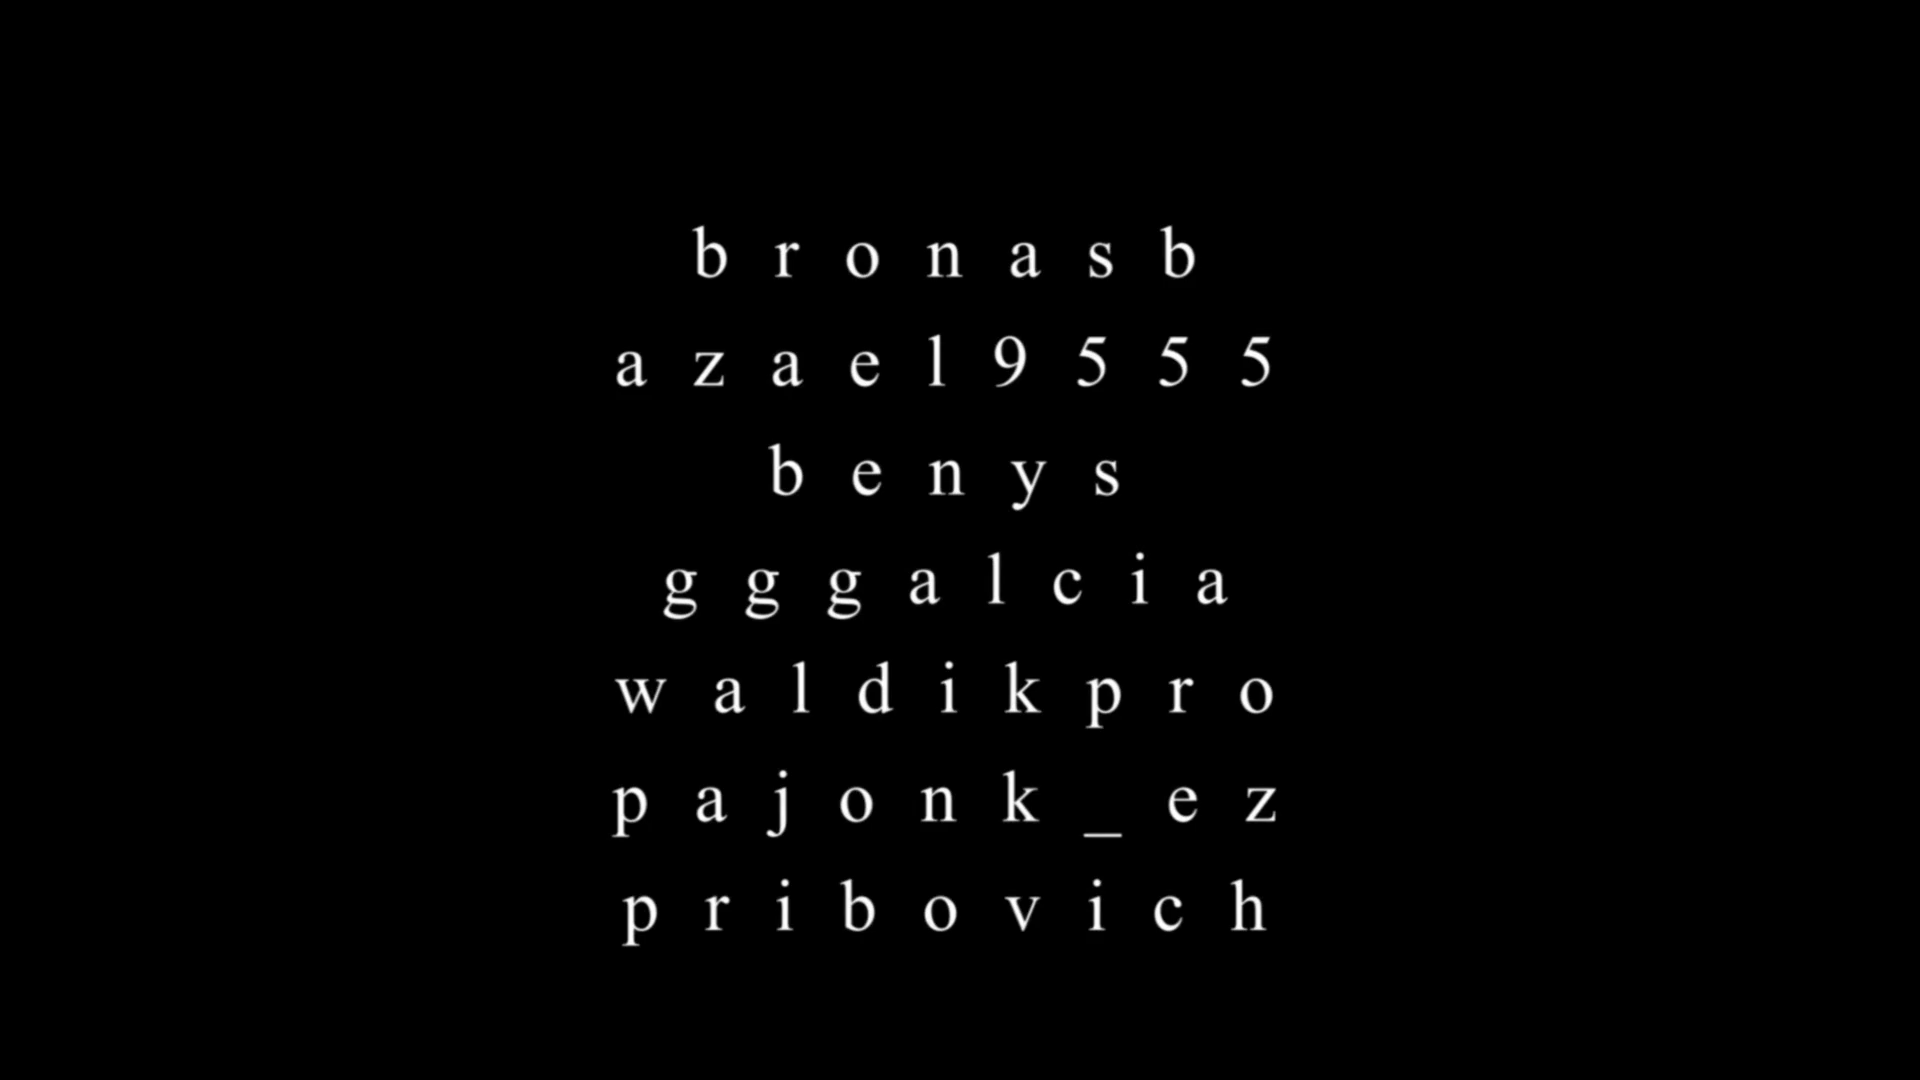 b r o n a s b
a z a e l 9 5 5 5
b e n y s
g g g a l c i a
w a l d i k p r o
p a j o n k _ e z
p r i b o v i c h